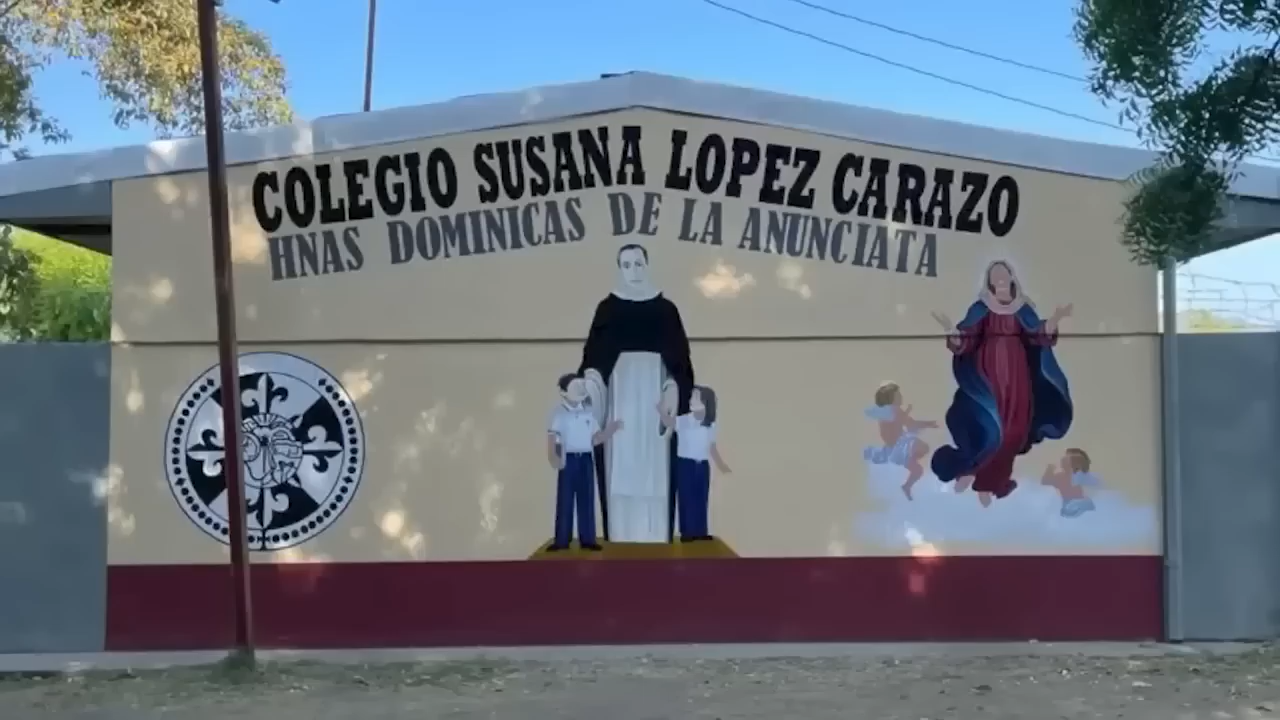 COLEGIO SUSANA LOPEZ CARAZO
HNAS DOMINICAS DE LA ANUNCIATA